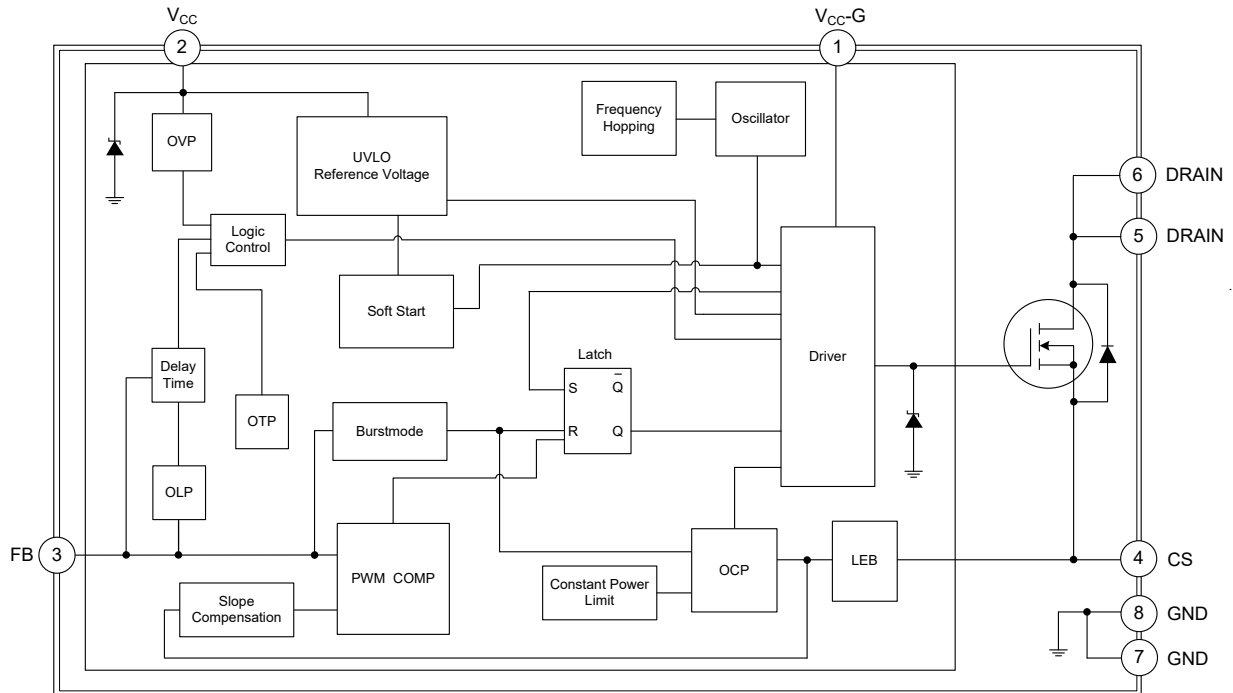 VCC
2
VCC-G
1
OVP
UVLO
Reference Voltage
Frequency
Hopping
Oscillator
6
DRAIN
5
DRAIN
Logic
Control
Soft Start
Driver
Delay
Time
OTP
Latch
S
Q̅
R
Q
Burstmode
OLP
FB
3
PWM COMP
Slope
Compensation
OCP
Constant Power
Limit
LEB
4
CS
8
GND
7
GND